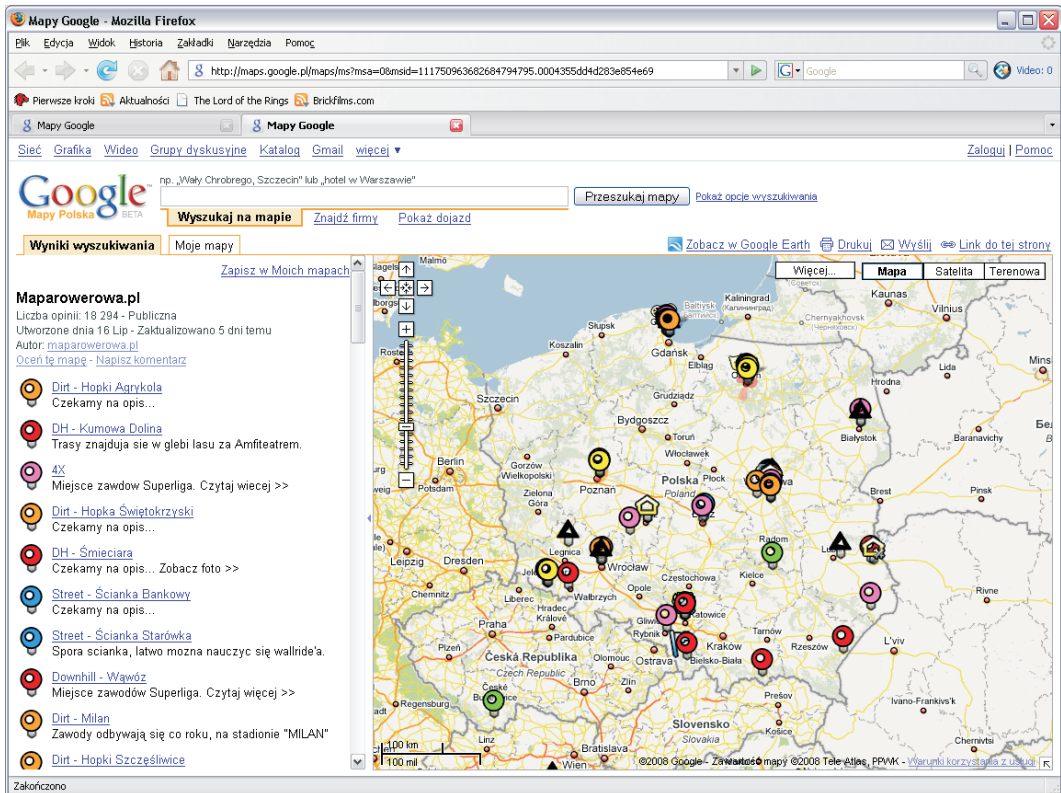 Mapy Google - Mozilla Firefox
Plik Edycja Widok Historia Zakładki Narzędzia Pomoc
http://maps.google.pl/maps/ms?msa=0&msid=111750963682684794795.0004355dd4d283e854e69
Google
Video: 0
Pierwsze kroki Aktualności The Lord of the Rings Brickfilms.com
Mapy Google
Mapy Google
Sieć Grafika Wideo Grupy dyskusyjne Katalog Gmail więcej ▼
Zaloguj | Pomoc
Google™
Mapy Polska BETA
np. „Wały Chrobrego, Szczecin" lub „hotel w Warszawie"
Przeszukaj mapy
Pokaż opcje wyszukiwania
Wyszukaj na mapie Znajdź firmy Pokaż dojazd
Wyniki wyszukiwania Moje mapy
Zobacz w Google Earth Drukuj Wyślij Link do tej strony
Zapisz w Moich mapach
Maparowerowa.pl
Liczba opinii: 18 294 - Publiczna
Utworzone dnia 16 Lip - Zaktualizowano 5 dni temu
Autor: maparowerowa.pl
Oceń tę mapę - Napisz komentarz
Dirt - Hopki Agrykola
Czekamy na opis...
DH - Kumowa Dolina
Trasy znajduja sie w glebi lasu za Amfiteatrem.
4X
Miejsce zawdow Superliga. Czytaj wiecej >>
Dirt - Hopka Świętokrzyski
Czekamy na opis...
DH - Śmieciara
Czekamy na opis... Zobacz foto >>
Street - Ścianka Bankowy
Czekamy na opis...
Street - Ścianka Starówka
Spora scianka, latwo mozna nauczyc się wallride'a.
Downhill - Wąwóz
Miejsce zawodów Superliga. Czytaj więcej >>
Dirt - Milan
Zawody odbywają się co roku, na stadionie "MILAN"
Dirt - Hopki Szczęśliwice
Więcej... Mapa Satelita Terenowa
Malmö
Kaunas
Vilnius
Baltiysk
Kaliningrad
(Калининград)
Chernyakhovsk
(Черняховск)
Słupsk
Koszalin
Gdańsk
Elbląg
Lida
Hrodna
Szczecin
Grudziądz
Bydgoszcz
Toruń
Białystok
Baranavichy
Włocławek
Berlin
Potsdam
Gorzów
Wielkopolski
Poznań
Płock
Polska
Poland
Zielona
Góra
Brest
Pinsk
Legnica
Wrocław
Radom
Leipzig
Dresden
Chemnitz
Liberec
Wałbrzych
Opole
Częstochowa
Kielce
Rivne
Hradec
Králové
Praha
Pardubice
Rybnik
Katowice
Kraków
Tarnów
Rzeszów
L'viv
Plzeň
Česká Republika
Czech Republic
Olomouc
Ostrava
Bielsko-Biała
Brno
Zlín
Regensburg
České
Prešov
Ivano-Frankivs'k
Slovensko
Slovakia
Košice
Linz
Bratislava
Wien
Chernivtsi
100 km
100 mil
©2008 Google - Zawartość mapy ©2008 Tele Atlas, PPWK - Warunki korzystania z usługi
Zakończono